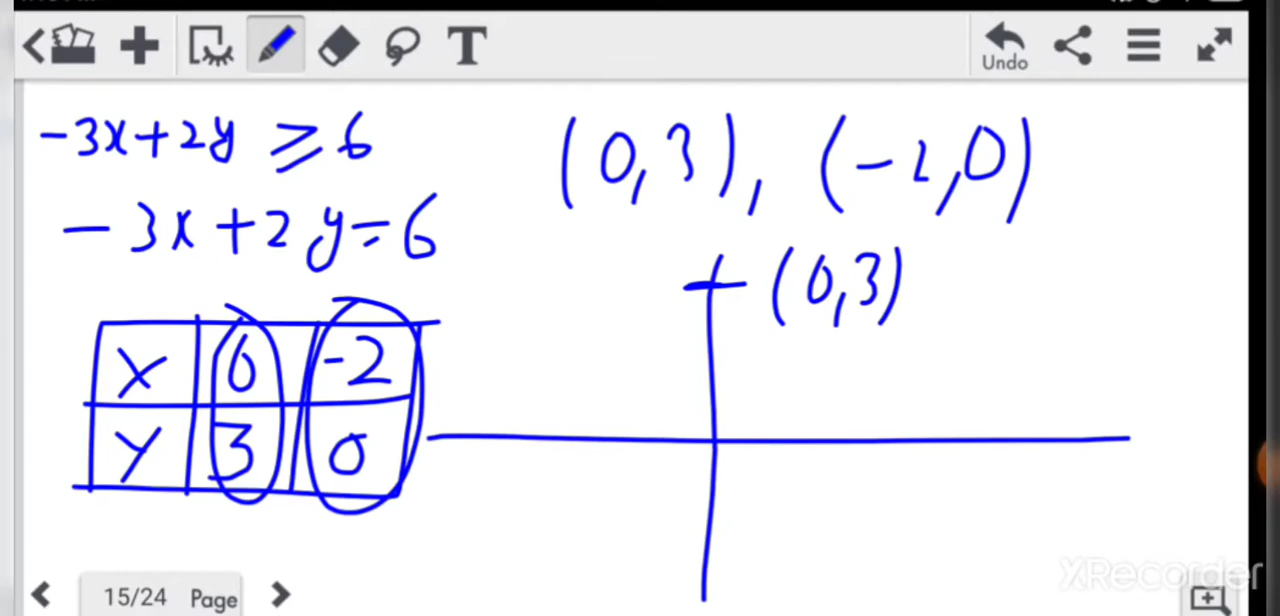 T
Undo
-3x+2y ≥ 6
(0,3), (-2,0)
-3x+2y=6
(0,3)
X 0 -2
Y 3 0
15/24 Page
XRecorder